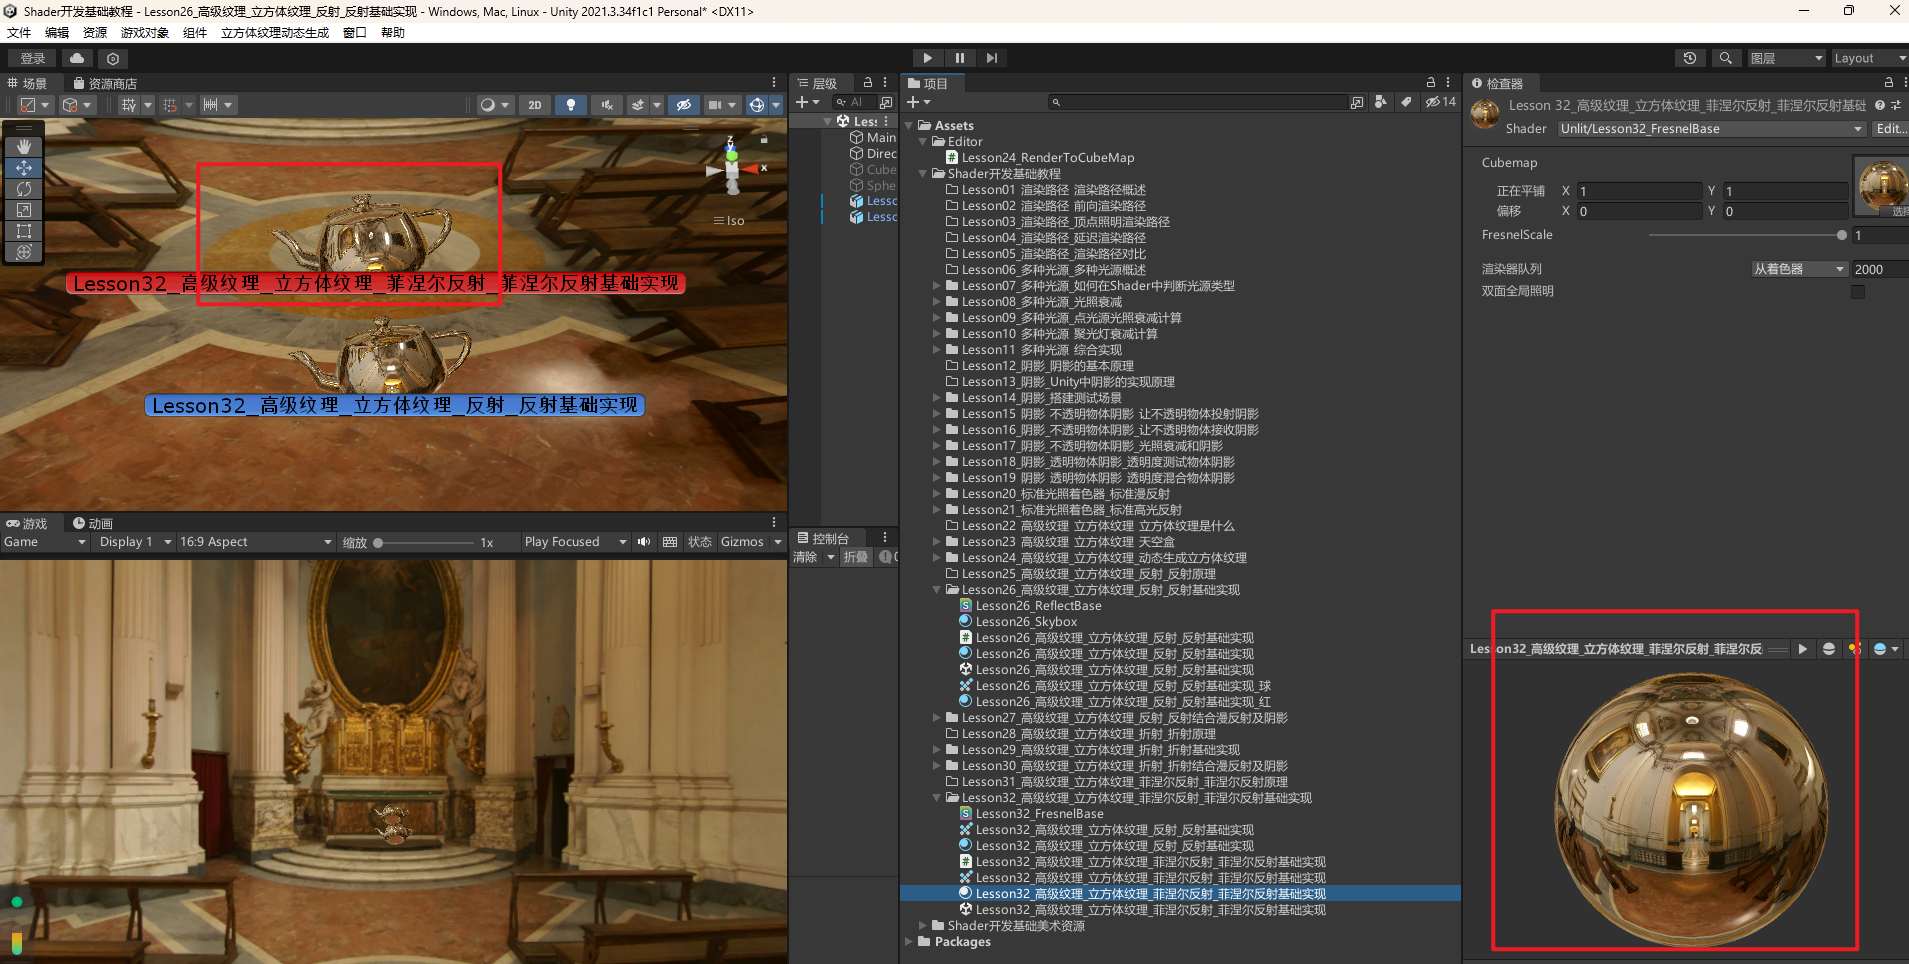 Shader开发基础教程 - Lesson26_高级纹理_立方体纹理_反射_反射基础实现 - Windows, Mac, Linux - Unity 2021.3.34f1c1 Personal* <DX11>
文件 编辑 资源 游戏对象 组件 立方体纹理动态生成 窗口 帮助
登录
图层
Layout
场景 资源商店
2D
14
Iso
z
x
Lesson32_高级纹理_立方体纹理_菲涅尔反射_菲涅尔反射基础实现
Lesson32_高级纹理_立方体纹理_反射_反射基础实现
游戏 动画
Game Display 1 16:9 Aspect 缩放 1x Play Focused 状态 Gizmos
层级
All
Less
Main
Direc
Cube
Sphe
Lessc
Lessc
控制台
清除 折叠 0
项目
Assets
Editor
Lesson24_RenderToCubeMap
Shader开发基础教程
Lesson01_渲染路径_渲染路径概述
Lesson02_渲染路径_前向渲染路径
Lesson03_渲染路径_顶点照明渲染路径
Lesson04_渲染路径_延迟渲染路径
Lesson05_渲染路径_渲染路径对比
Lesson06_多种光源_多种光源概述
Lesson07_多种光源_如何在Shader中判断光源类型
Lesson08_多种光源_光照衰减
Lesson09_多种光源_点光源光照衰减计算
Lesson10_多种光源_聚光灯衰减计算
Lesson11_多种光源_综合实现
Lesson12_阴影_阴影的基本原理
Lesson13_阴影_Unity中阴影的实现原理
Lesson14_阴影_搭建测试场景
Lesson15_阴影_不透明物体阴影_让不透明物体投射阴影
Lesson16_阴影_不透明物体阴影_让不透明物体接收阴影
Lesson17_阴影_不透明物体阴影_光照衰减和阴影
Lesson18_阴影_透明物体阴影_透明度测试物体阴影
Lesson19_阴影_透明物体阴影_透明度混合物体阴影
Lesson20_标准光照着色器_标准漫反射
Lesson21_标准光照着色器_标准高光反射
Lesson22_高级纹理_立方体纹理_立方体纹理是什么
Lesson23_高级纹理_立方体纹理_天空盒
Lesson24_高级纹理_立方体纹理_动态生成立方体纹理
Lesson25_高级纹理_立方体纹理_反射_反射原理
Lesson26_高级纹理_立方体纹理_反射_反射基础实现
Lesson26_ReflectBase
Lesson26_Skybox
Lesson26_高级纹理_立方体纹理_反射_反射基础实现
Lesson26_高级纹理_立方体纹理_反射_反射基础实现
Lesson26_高级纹理_立方体纹理_反射_反射基础实现
Lesson26_高级纹理_立方体纹理_反射_反射基础实现_球
Lesson26_高级纹理_立方体纹理_反射_反射基础实现_红
Lesson27_高级纹理_立方体纹理_反射_反射结合漫反射及阴影
Lesson28_高级纹理_立方体纹理_折射_折射原理
Lesson29_高级纹理_立方体纹理_折射_折射基础实现
Lesson30_高级纹理_立方体纹理_折射_折射结合漫反射及阴影
Lesson31_高级纹理_立方体纹理_菲涅尔反射_菲涅尔反射原理
Lesson32_高级纹理_立方体纹理_菲涅尔反射_菲涅尔反射基础实现
Lesson32_FresnelBase
Lesson32_高级纹理_立方体纹理_反射_反射基础实现
Lesson32_高级纹理_立方体纹理_反射_反射基础实现
Lesson32_高级纹理_立方体纹理_菲涅尔反射_菲涅尔反射基础实现
Lesson32_高级纹理_立方体纹理_菲涅尔反射_菲涅尔反射基础实现
Lesson32_高级纹理_立方体纹理_菲涅尔反射_菲涅尔反射基础实现
Lesson32_高级纹理_立方体纹理_菲涅尔反射_菲涅尔反射基础实现
Shader开发基础美术资源
Packages
检查器
Lesson 32_高级纹理_立方体纹理_菲涅尔反射_菲涅尔反射基础
Shader Unlit/Lesson32_FresnelBase Edit...
Cubemap
正在平铺 X 1 Y 1
偏移 X 0 Y 0
选择
FresnelScale 1
渲染器队列 从着色器 2000
双面全局照明
Lesson32_高级纹理_立方体纹理_菲涅尔反射_菲涅尔反